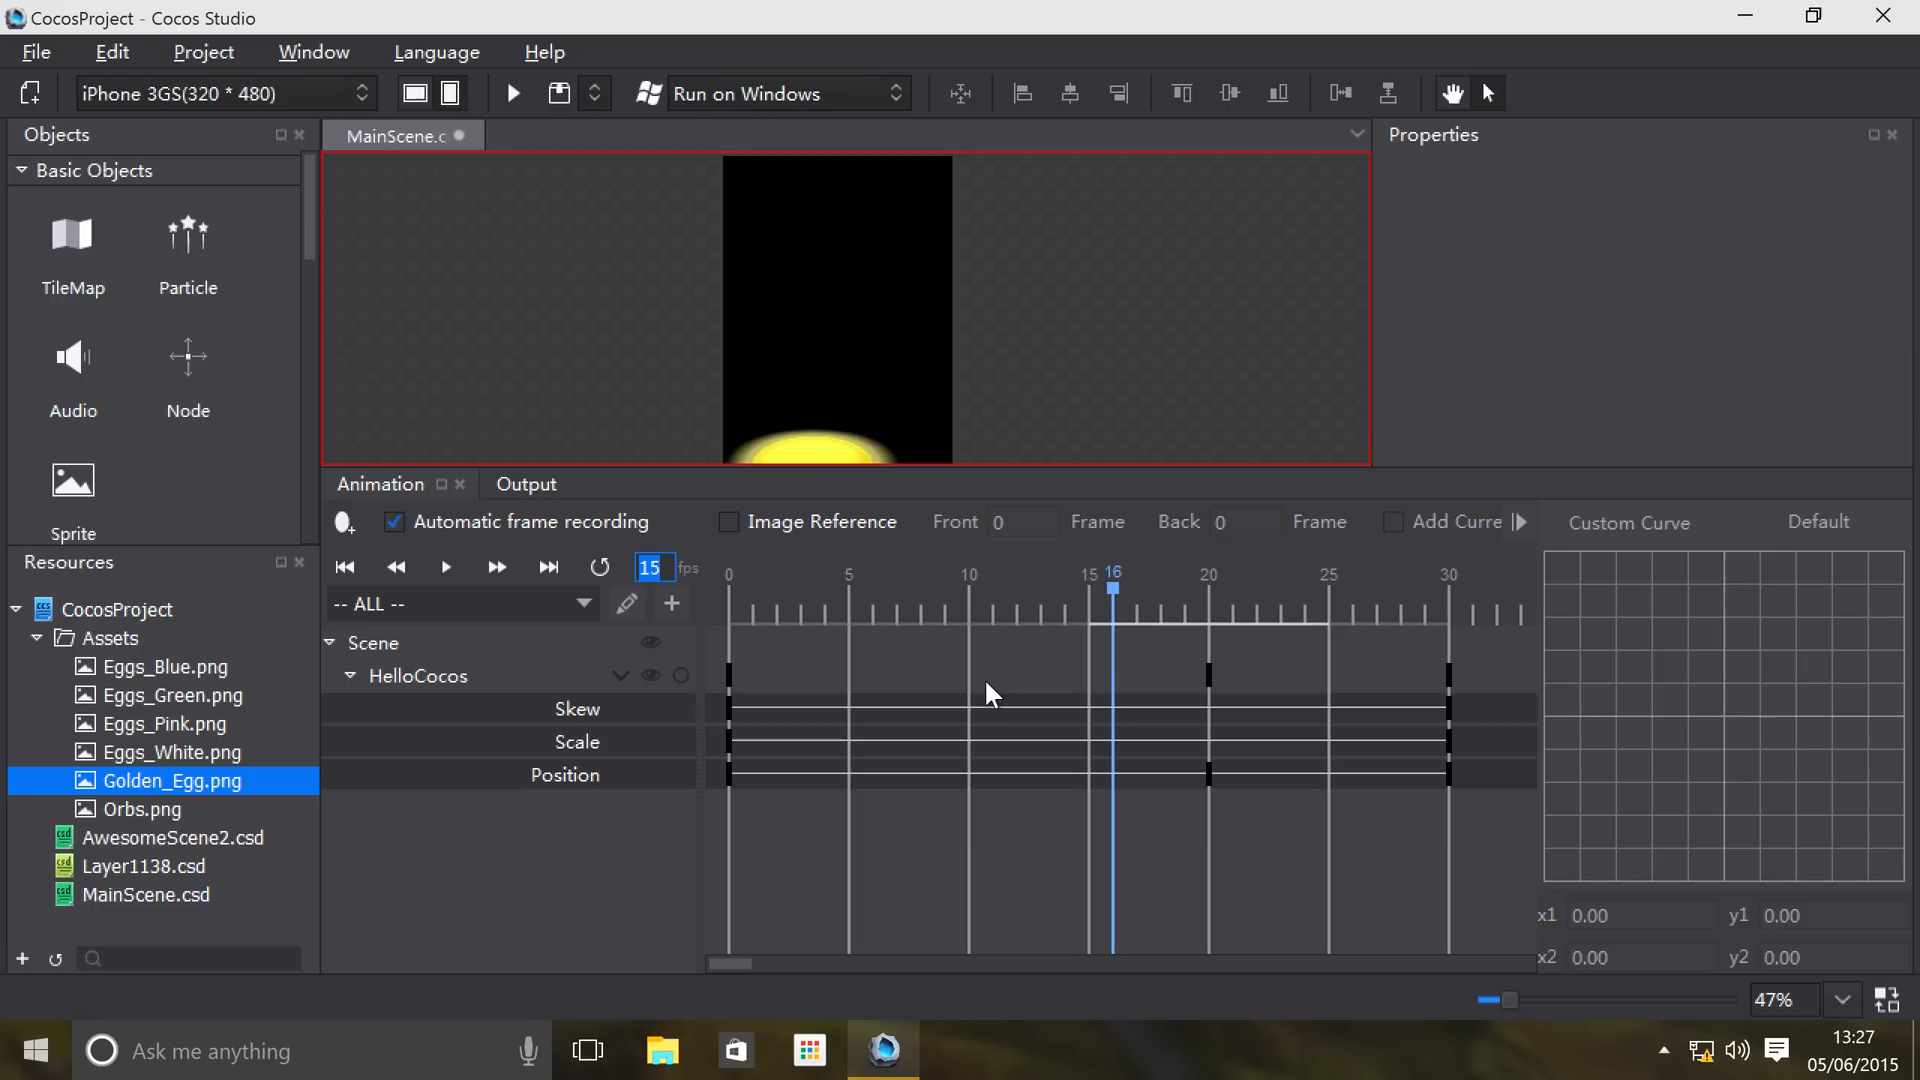 CocosProject - Cocos Studio
File Edit Project Window Language Help
iPhone 3GS(320 * 480) Run on Windows
Objects
Basic Objects
TileMap Particle
Audio Node
Sprite
MainScene.c
Properties
Animation Output
Automatic frame recording Image Reference Front 0 Frame Back 0 Frame Add Curre Custom Curve Default
15 fps
0 5 10 15 16 20 25 30
-- ALL --
Scene
HelloCocos
Skew
Scale
Position
x1 0.00 y1 0.00
x2 0.00 y2 0.00
Resources
CocosProject
Assets
Eggs_Blue.png
Eggs_Green.png
Eggs_Pink.png
Eggs_White.png
Golden_Egg.png
Orbs.png
AwesomeScene2.csd
Layer1138.csd
MainScene.csd
47%
Ask me anything
13:27
05/06/2015